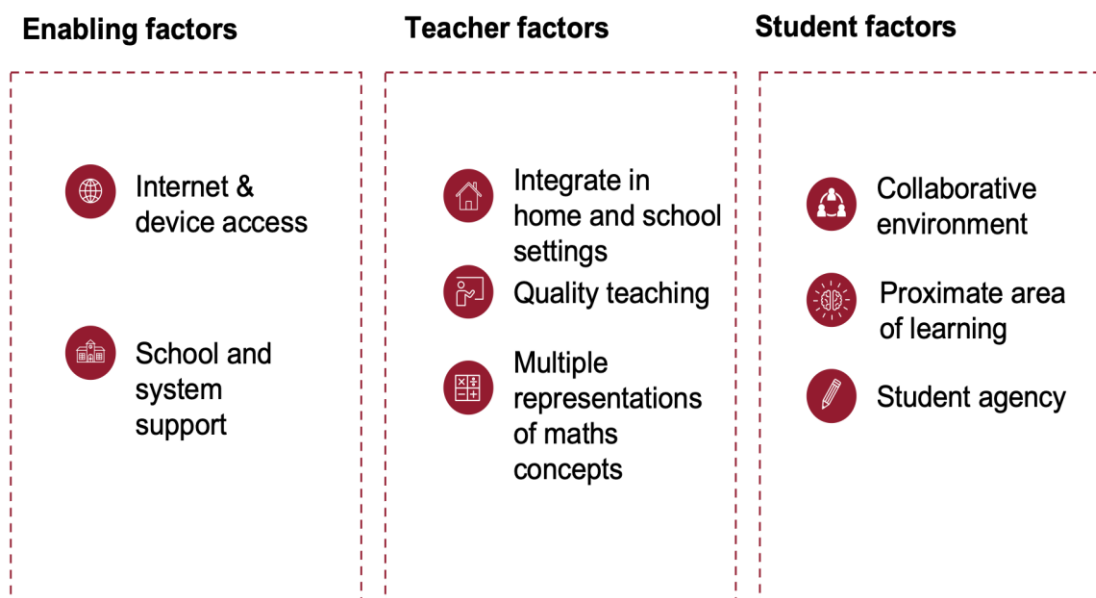 Enabling factors
Internet &
device access
School and
system
support
Teacher factors
Integrate in
home and school
settings
Quality teaching
Multiple
representations
of maths
concepts
Student factors
Collaborative
environment
Proximate area
of learning
Student agency